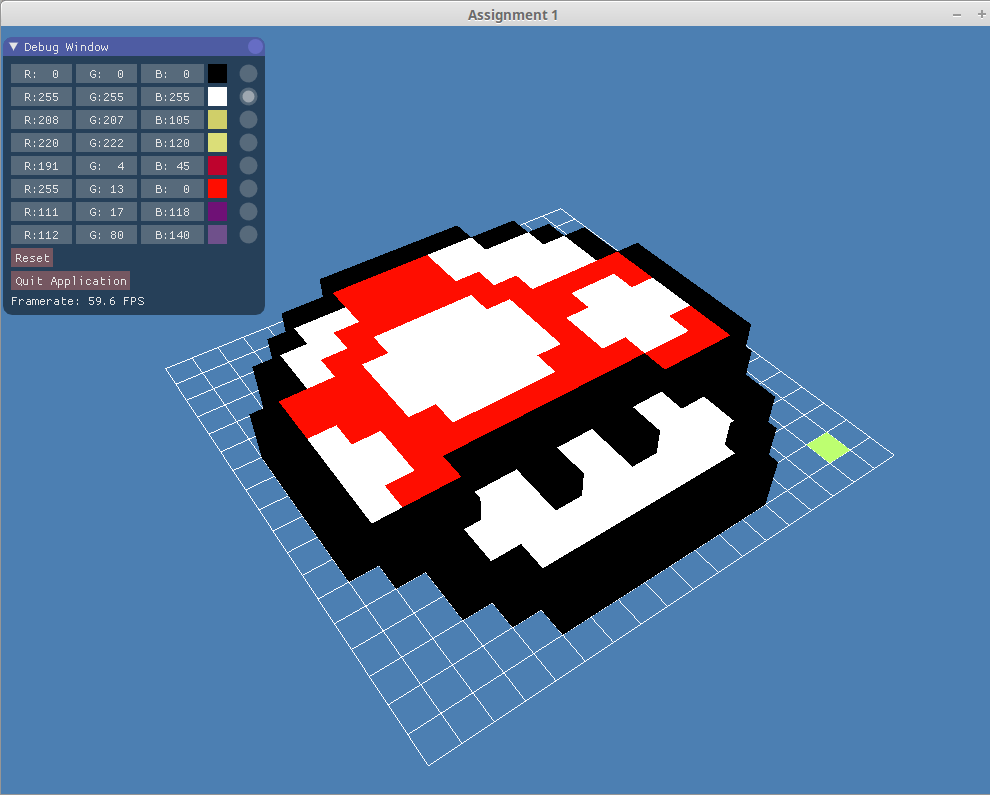 Assignment 1
Debug Window
R: 0 G: 0 B: 0
R:255 G:255 B:255
R:208 G:207 B:105
R:220 G:222 B:120
R:191 G: 4 B: 45
R:255 G: 13 B: 0
R:111 G: 17 B:118
R:112 G: 80 B:140
Reset
Quit Application
Framerate: 59.6 FPS